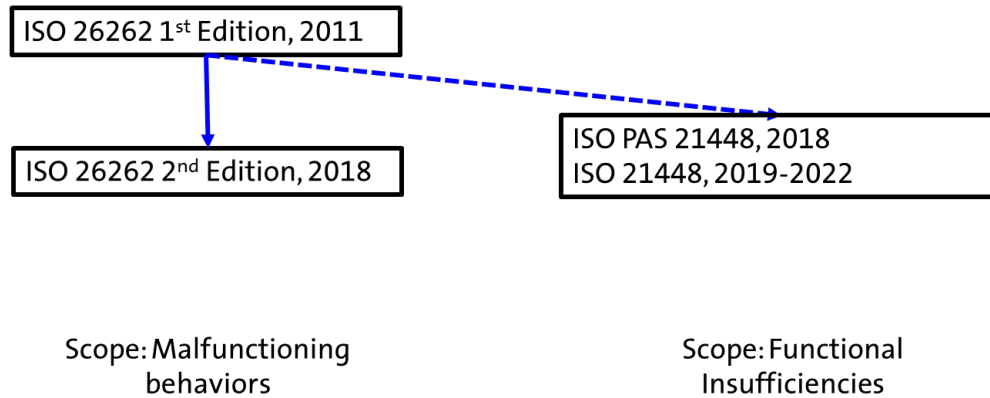 ISO 26262 1st Edition, 2011
ISO PAS 21448, 2018
ISO 21448, 2019-2022
ISO 26262 2nd Edition, 2018
Scope: Malfunctioning
behaviors
Scope: Functional
Insufficiencies